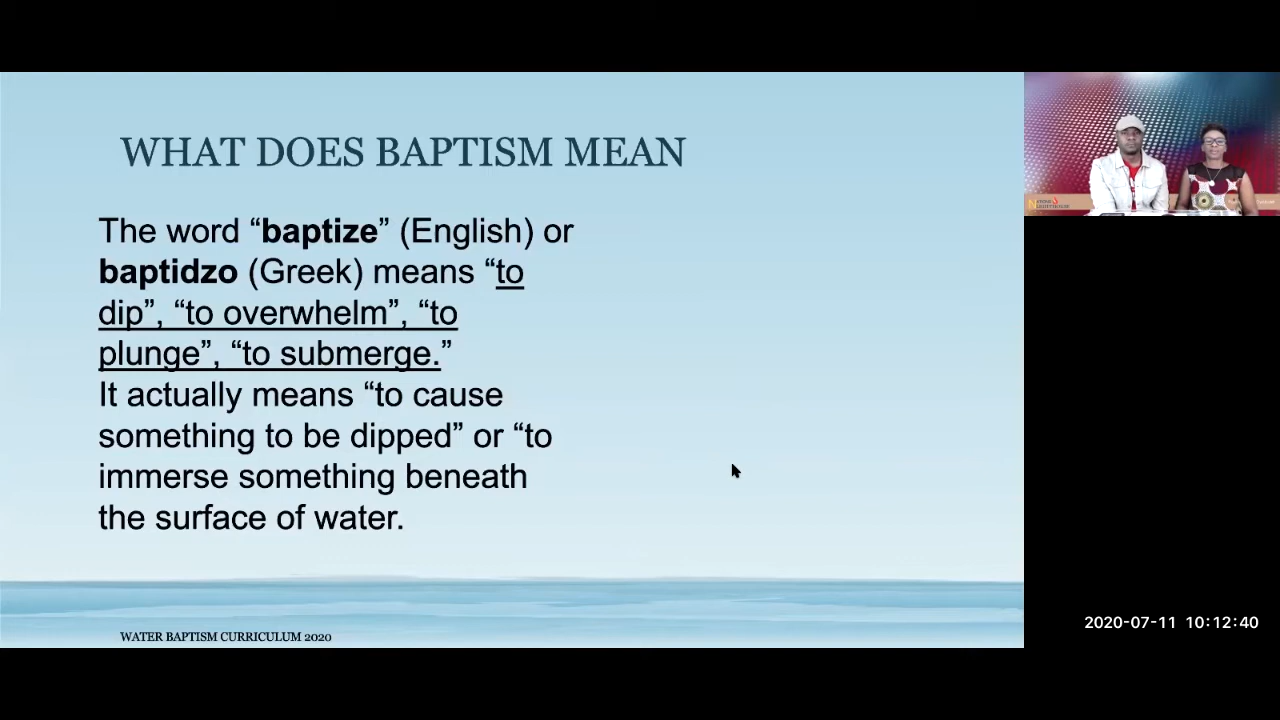 WHAT DOES BAPTISM MEAN
The word “baptize” (English) or
baptidzo (Greek) means “to
dip”, “to overwhelm”, “to
plunge”, “to submerge.”
It actually means “to cause
something to be dipped” or “to
immerse something beneath
the surface of water.
WATER BAPTISM CURRICULUM 2020
2020-07-11 10:12:40